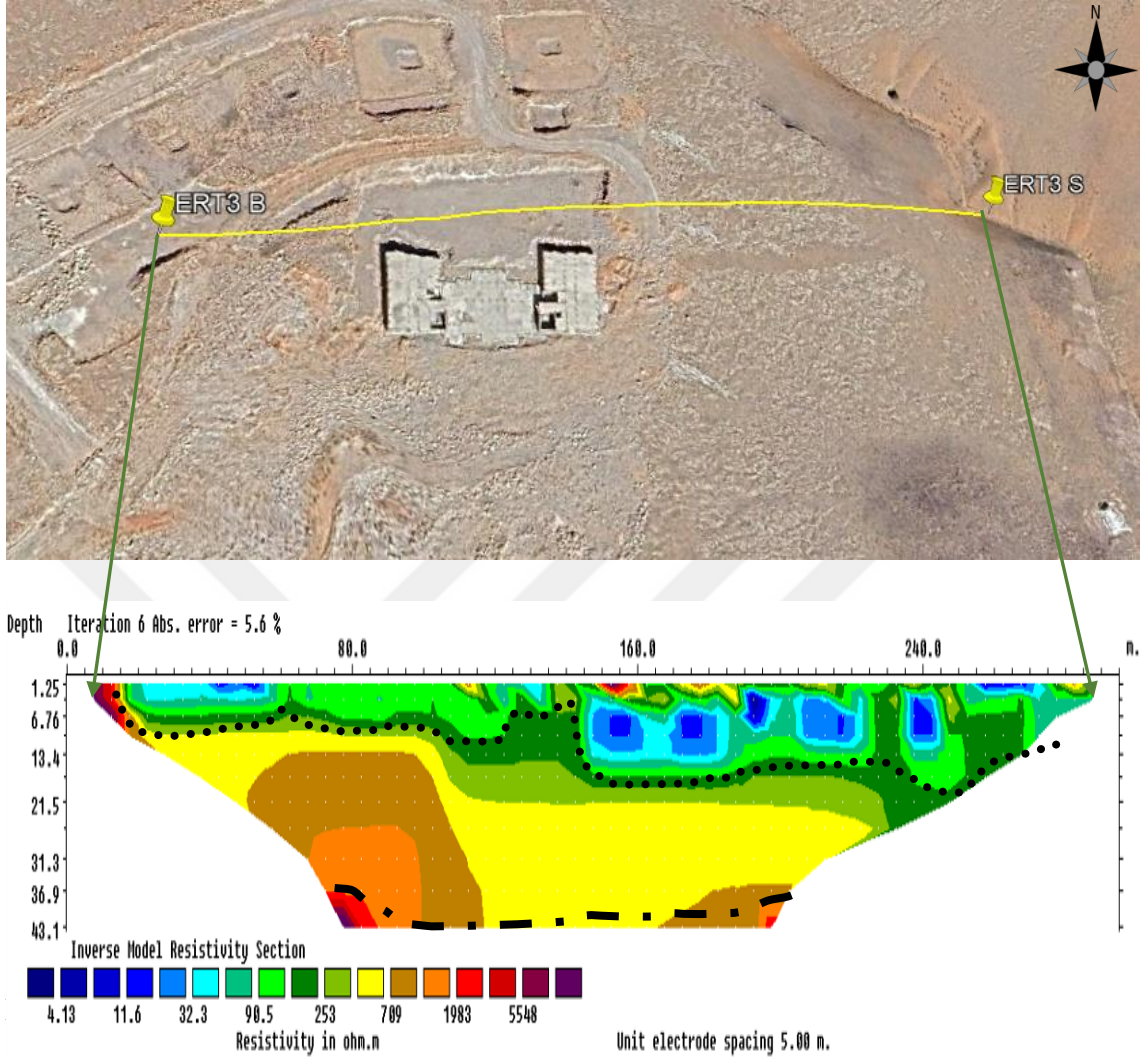 N
ERT3 B
ERT3 S
Depth Iteration 6 Abs. error = 5.6 %
0.0 80.0 160.0 240.0 m.
1.25
6.76
13.4
21.5
31.3
36.9
43.1
Inverse Model Resistivity Section
4.13 11.6 32.3 90.5 253 709 1983 5548
Resistivity in ohm.m Unit electrode spacing 5.00 m.